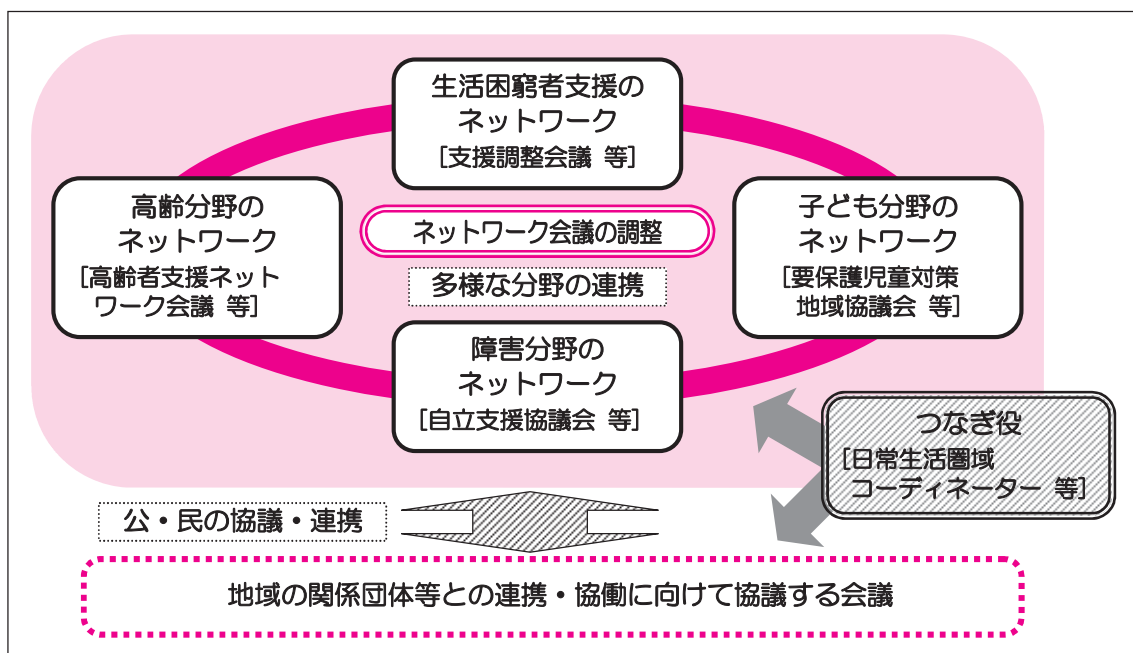 生活困窮者支援の
ネットワーク
[支援調整会議 等]
高齢分野の
ネットワーク
[高齢者支援ネット
ワーク会議 等]
ネットワーク会議の調整
多様な分野の連携
子ども分野の
ネットワーク
[要保護児童対策
地域協議会 等]
障害分野の
ネットワーク
[自立支援協議会 等]
つなぎ役
[日常生活圏域
コーディネーター 等]
公・民の協議・連携
地域の関係団体等との連携・協働に向けて協議する会議